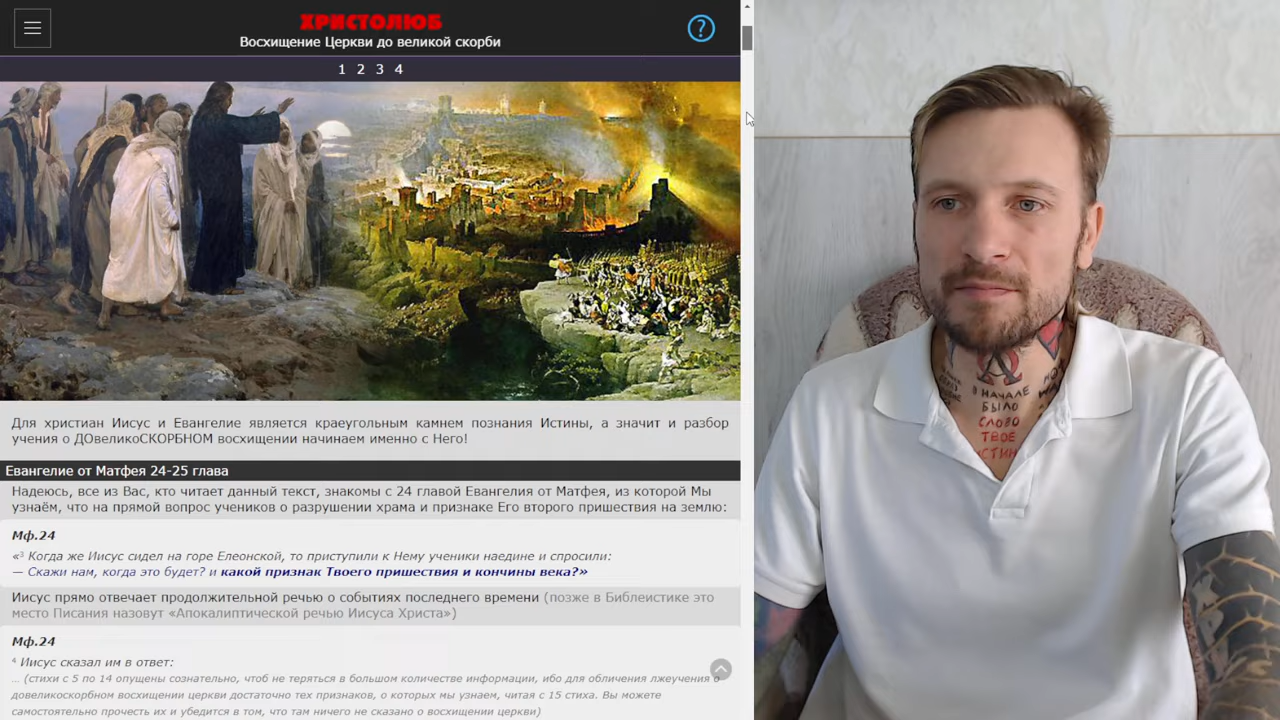 ХРИСТОЛЮБ
?
Восхищение Церкви до великой скорби
1 2 3 4
Для христиан Иисус и Евангелие является краеугольным камнем познания Истины, а значит и разбор
учения о ДОвеликоСКОРБНОМ восхищении начинаем именно с Него!
Евангелие от Матфея 24-25 глава
Надеюсь, все из Вас, кто читает данный текст, знакомы с 24 главой Евангелия от Матфея, из которой Мы
узнаём, что на прямой вопрос учеников о разрушении храма и признаке Его второго пришествия на землю:
Мф.24
«³ Когда же Иисус сидел на горе Елеонской, то приступили к Нему ученики наедине и спросили:
— Скажи нам, когда это будет? и какой признак Твоего пришествия и кончины века?»
Иисус прямо отвечает продолжительной речью о событиях последнего времени (позже в Библеистике это
место Писания назовут «Апокалиптической речью Иисуса Христа»)
Мф.24
⁴ Иисус сказал им в ответ:
... (стихи с 5 по 14 опущены сознательно, чтоб не теряться в большом количестве информации, ибо для обличения лжеучения о
довеликоскорбном восхищении церкви достаточно тех признаков, о которых мы узнаем, читая с 15 стиха. Вы можете
самостоятельно прочесть их и убедится в том, что там ничего не сказано о восхищении церкви)
В НАЧАЛЕ
БЫЛО
СЛОВО
ТВОЕ